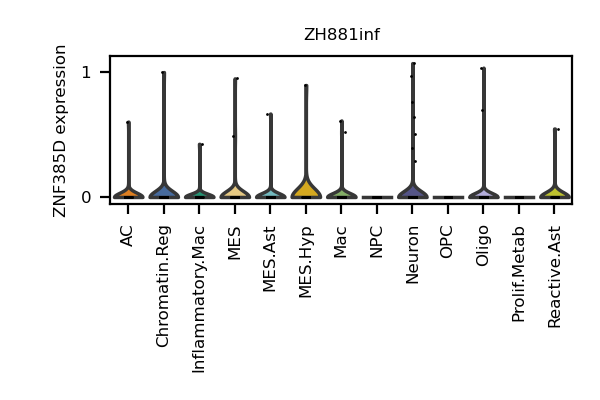 ZH881inf
ZNF385D expression
1
0
AC
Chromatin.Reg
Inflammatory.Mac
MES
MES.Ast
MES.Hyp
Mac
NPC
Neuron
OPC
Oligo
Prolif.Metab
Reactive.Ast